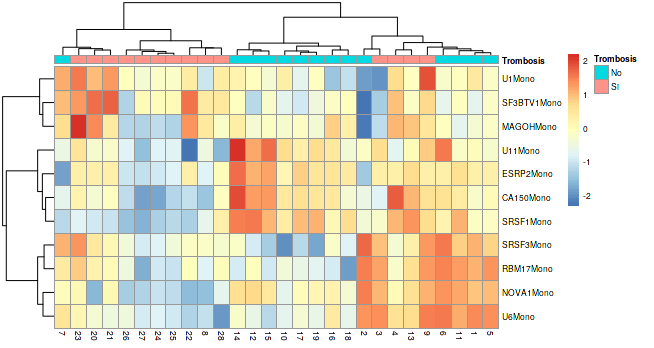 Trombosis
U1Mono
SF3BTV1Mono
MAGOHMono
U11Mono
ESRP2Mono
CA150Mono
SRSF1Mono
SRSF3Mono
RBM17Mono
NOVA1Mono
U6Mono
7 23 20 21 26 27 24 25 22 8 28 14 12 15 10 17 19 16 18 2 3 4 13 9 6 11 1 5
2
1
0
-1
-2
Trombosis
No
SI